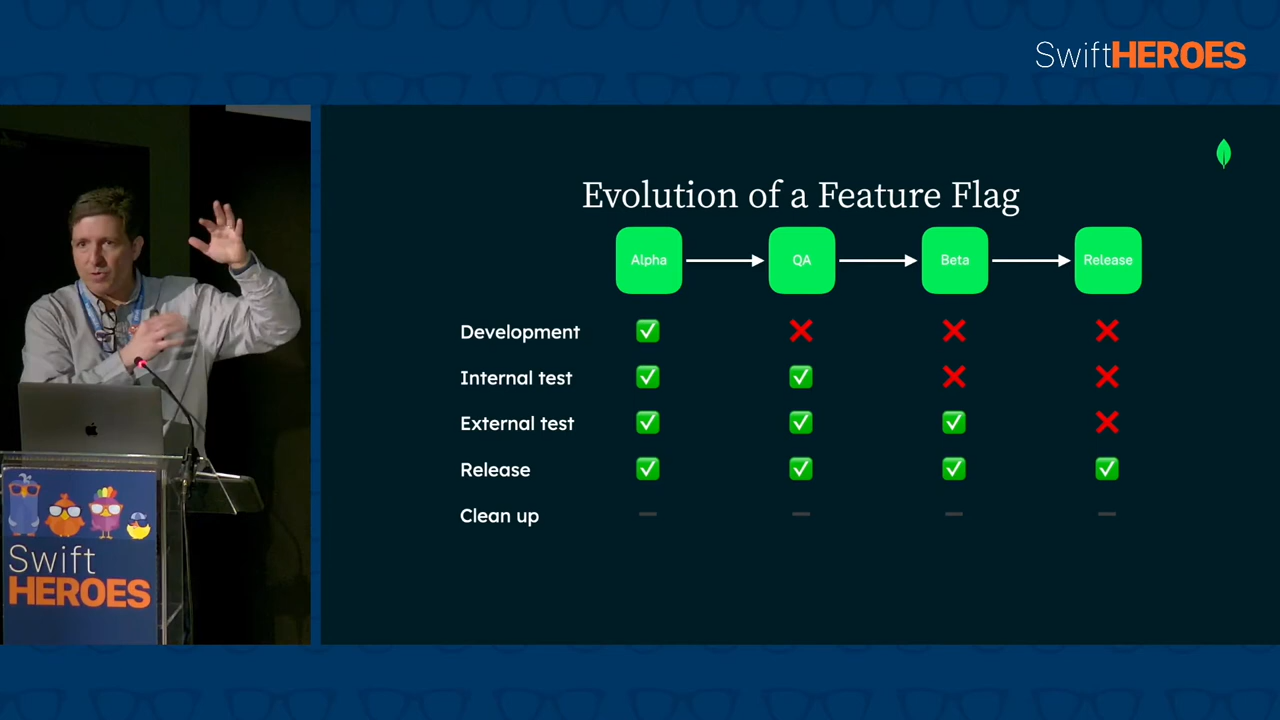 SwiftHEROES
Evolution of a Feature Flag
Alpha
QA
Beta
Release
Development ✅ ❌ ❌ ❌
Internal test ✅ ✅ ❌ ❌
External test ✅ ✅ ✅ ❌
Release ✅ ✅ ✅ ✅
Clean up — — — —
Swift
HEROES